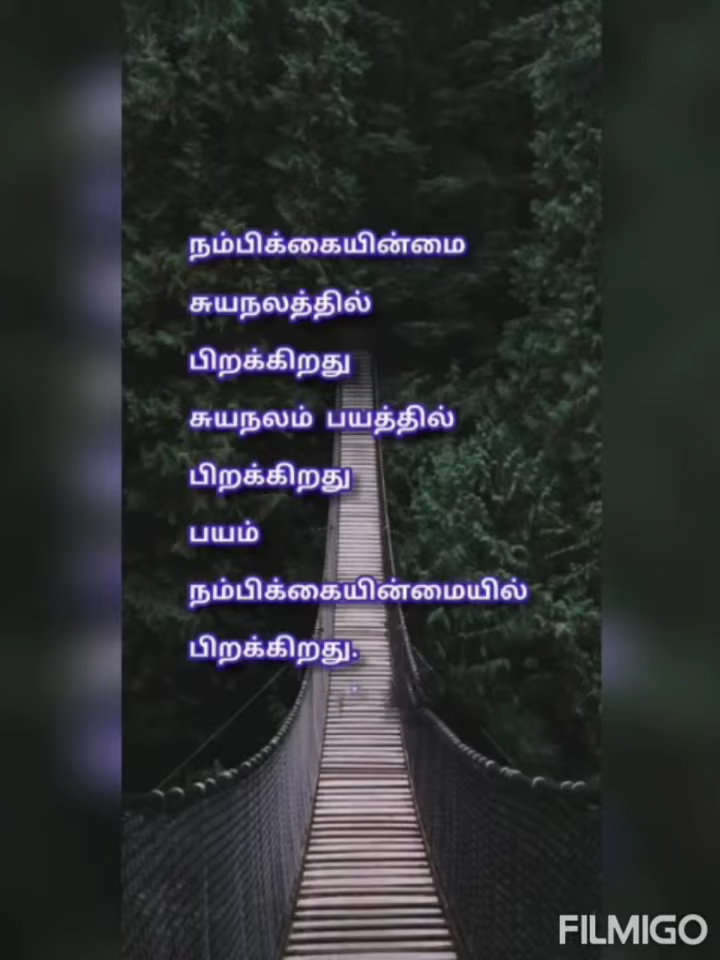 நம்பிக்கையின்மை
சுயநலத்தில்
பிறக்கிறது
சுயநலம் பயத்தில்
பிறக்கிறது
பயம்
நம்பிக்கையின்மையில்
பிறக்கிறது.
FILMIGO